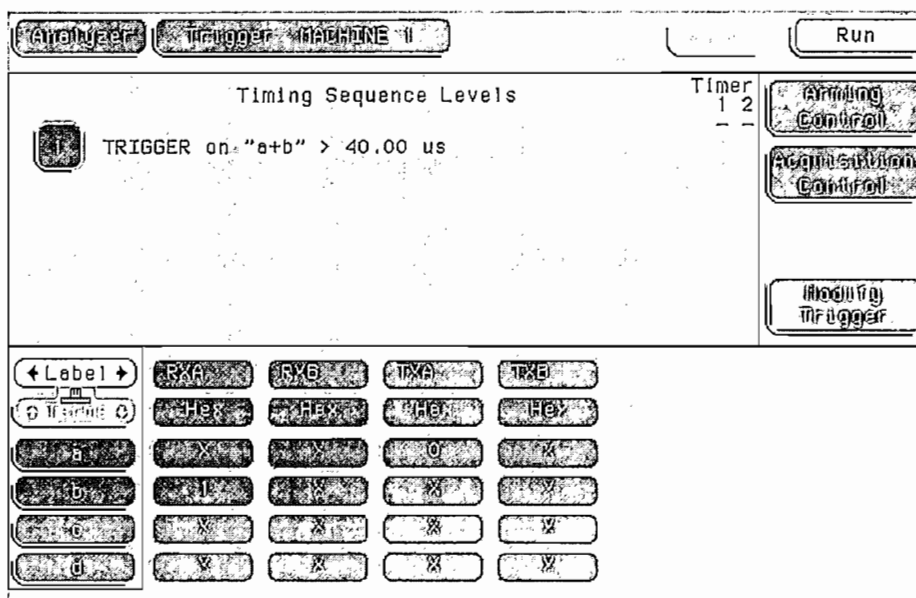 Analyzer Trigger MACHINE 1 Run
Timing Sequence Levels
Timer
1 2
- -
1 TRIGGER on "a+b" > 40.00 us
Arming
Control
Acquisition
Control
Modify
Trigger
Label RXA RXB TXA TXB
Hex Hex Hex Hex
a X X 0 X
b 1 X X X
c X X X X
d X X X X